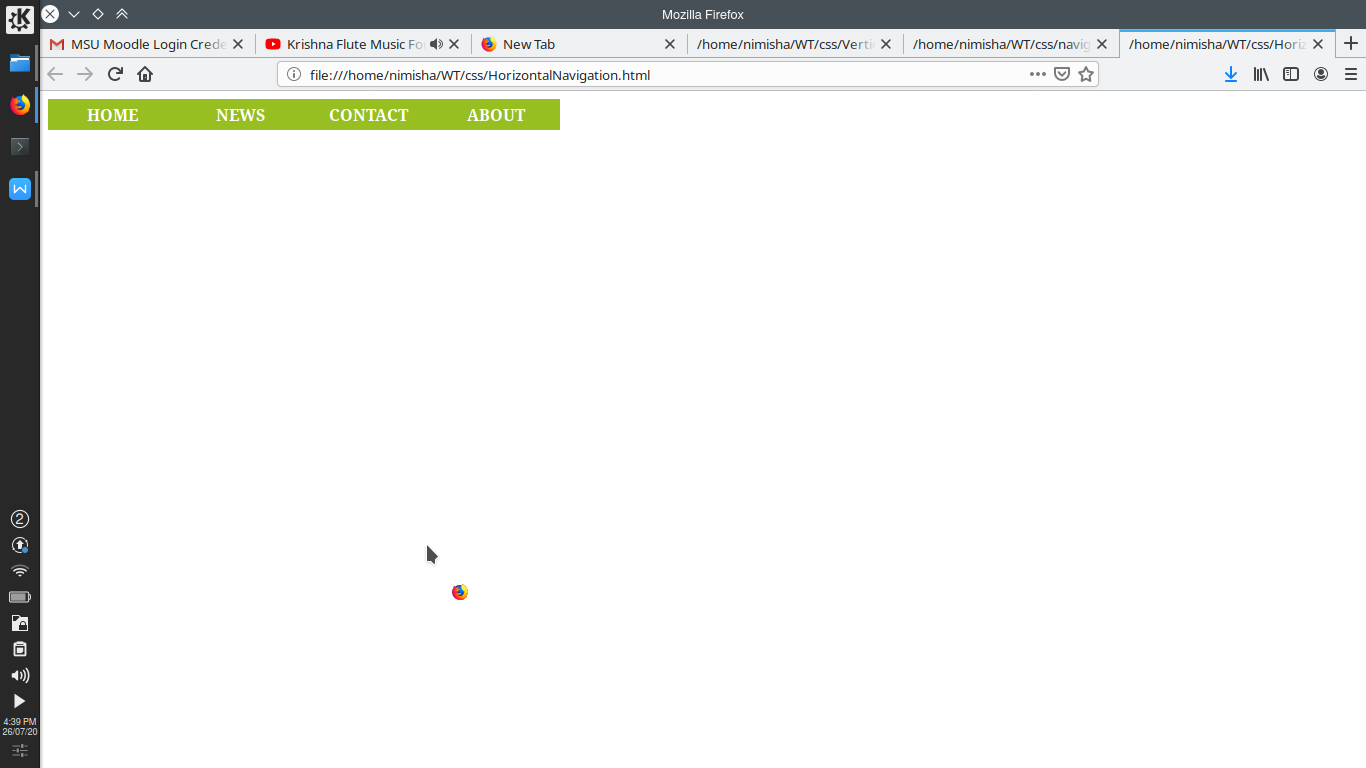 Mozilla Firefox
MSU Moodle Login Crede
Krishna Flute Music Fo
New Tab
/home/nimisha/WT/css/Verti
/home/nimisha/WT/css/navig
/home/nimisha/WT/css/Horiz
file:///home/nimisha/WT/css/HorizontalNavigation.html
HOME NEWS CONTACT ABOUT
2
4:39 PM
26/07/20